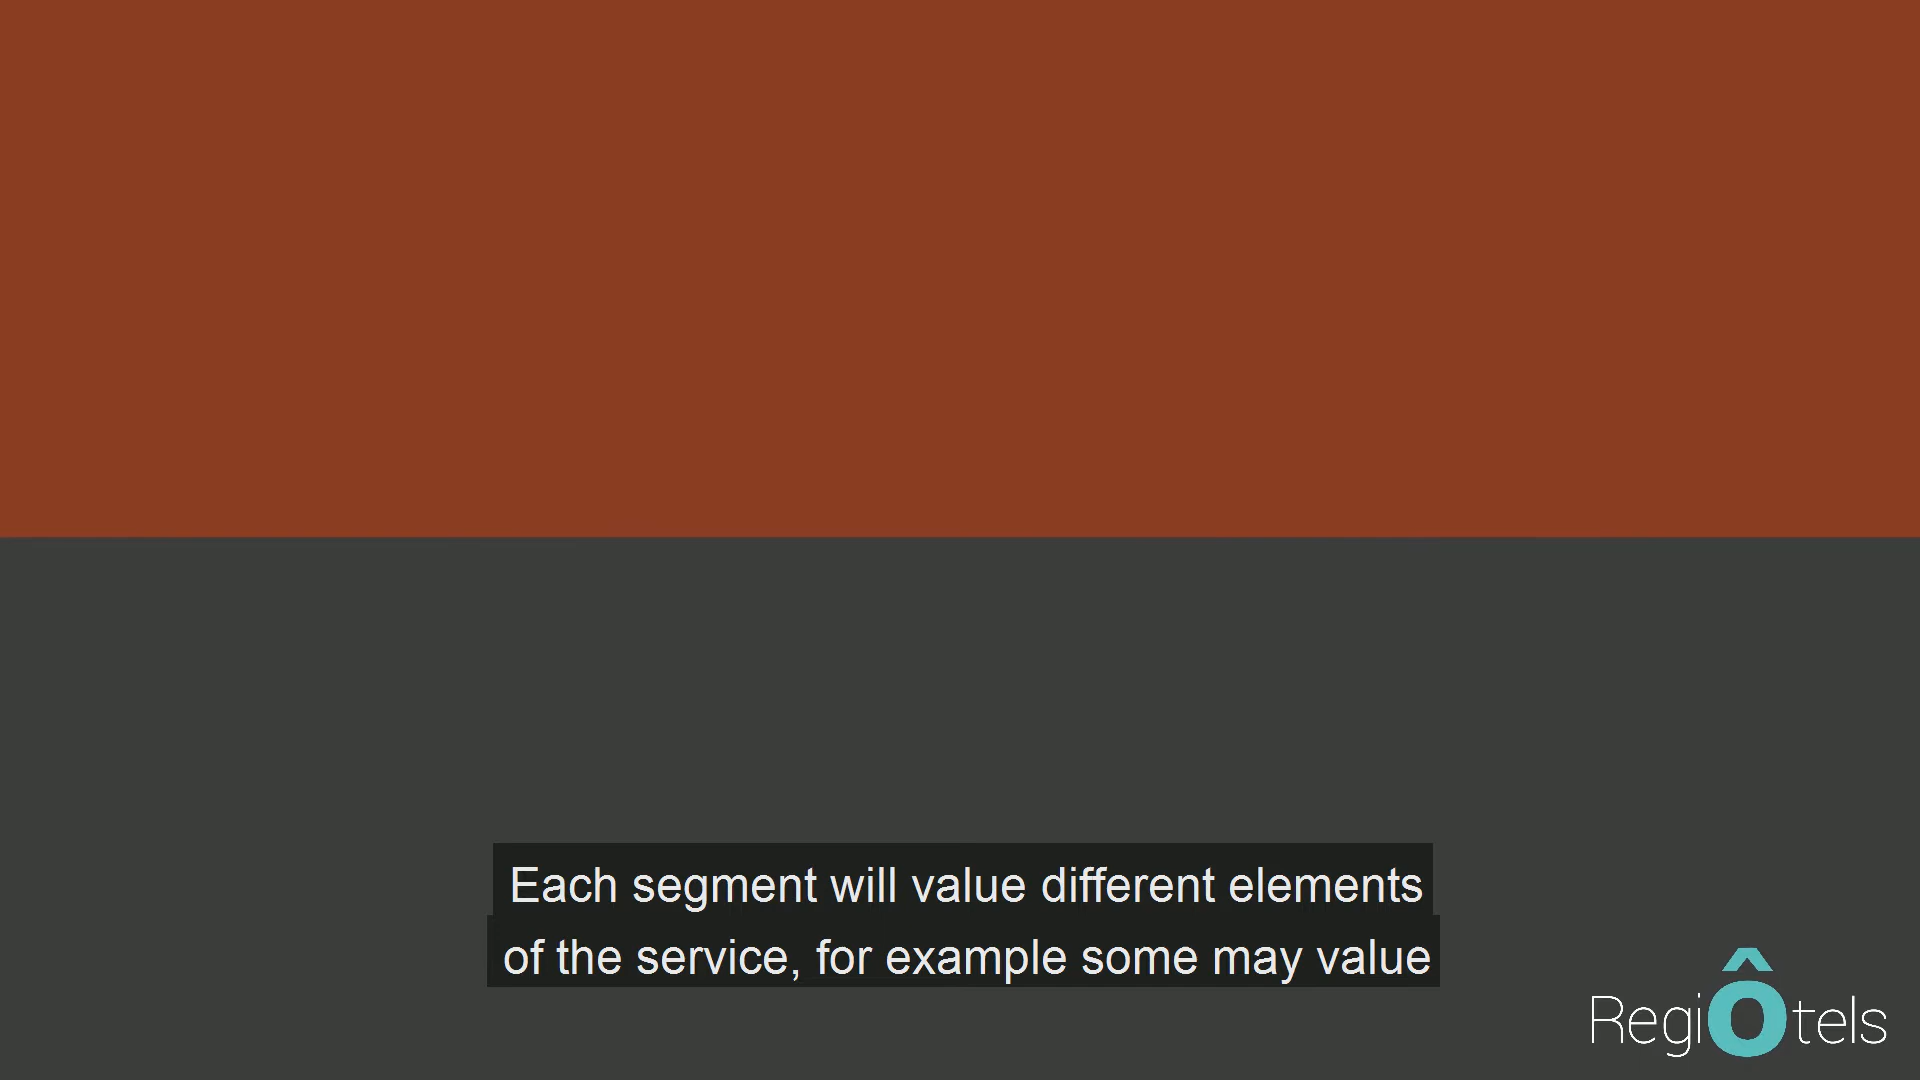 Each segment will value different elements
of the service, for example some may value
RegiÔtels